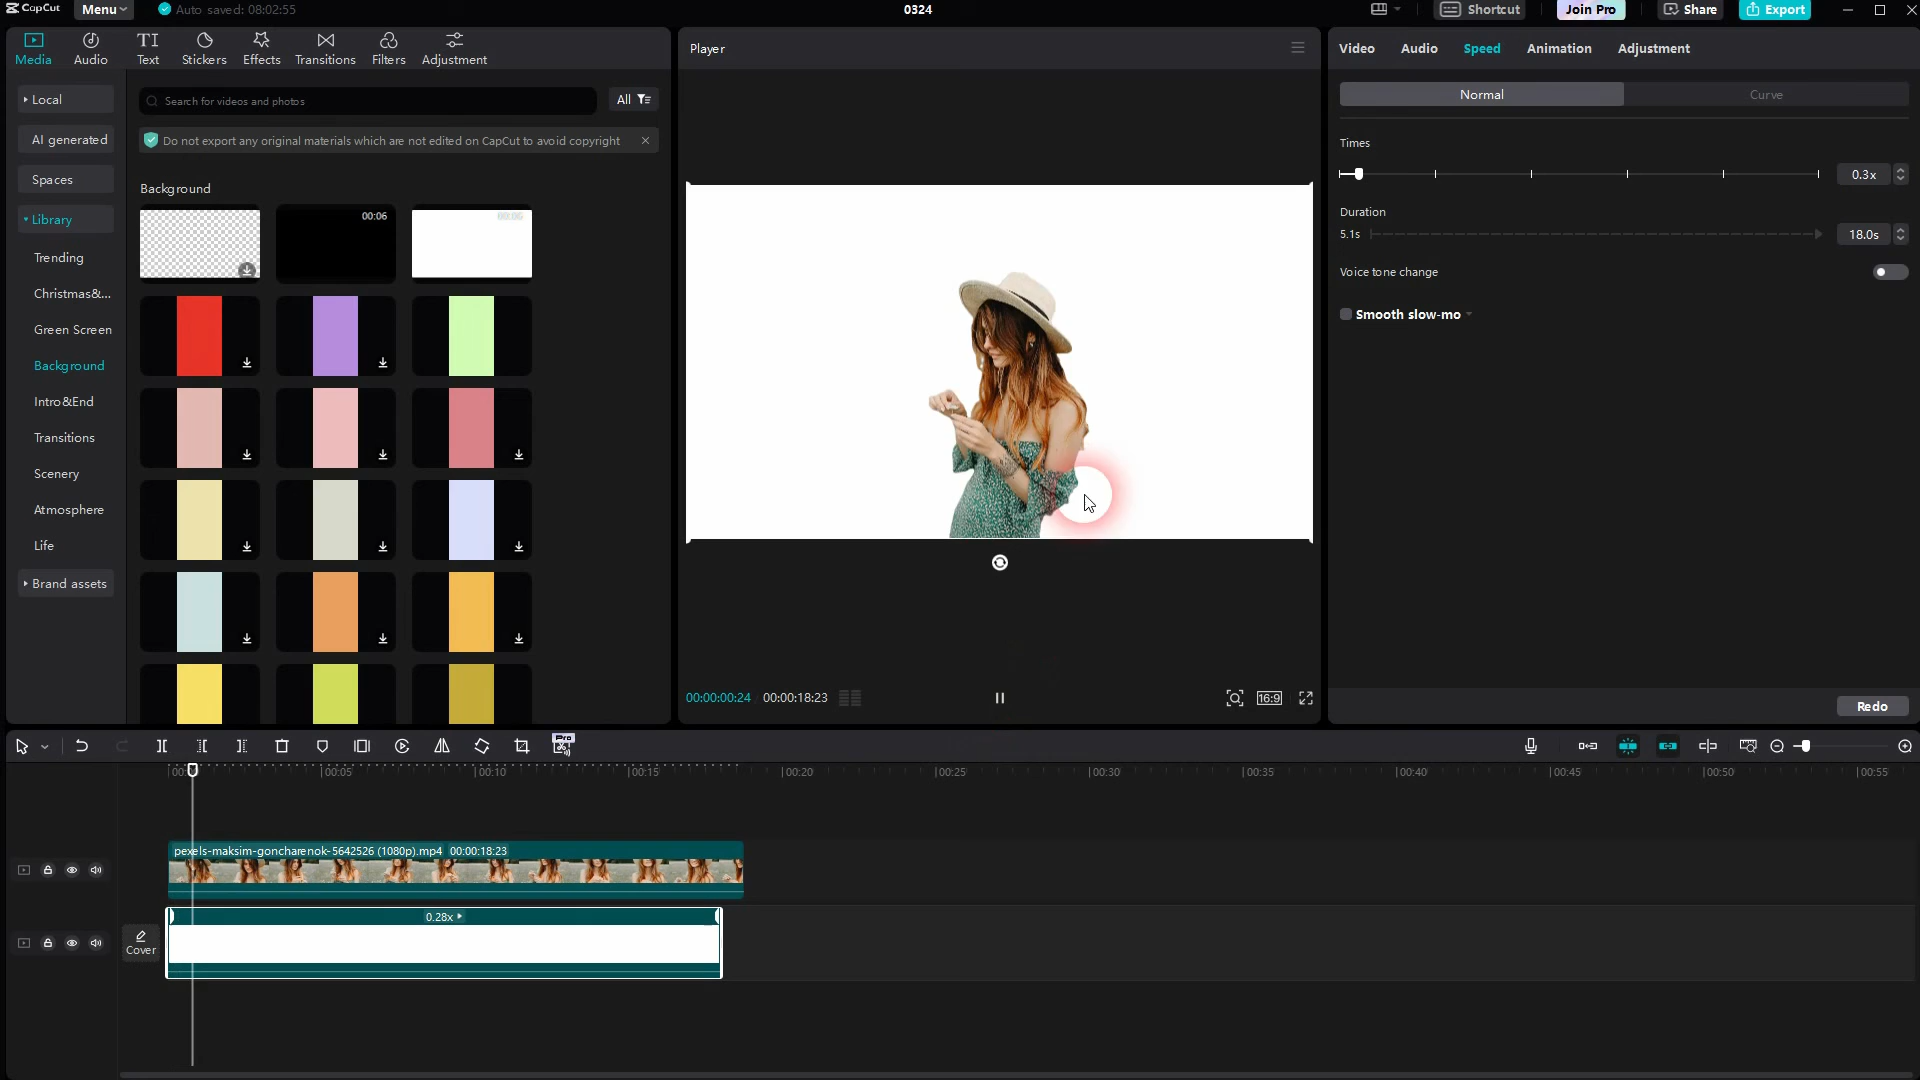 CapCut
Menu
Auto saved: 08:02:55
0324
Shortcut
Join Pro
Share
Export
Media
Audio
Text
Stickers
Effects
Transitions
Filters
Adjustment
Local
AI generated
Spaces
Library
Trending
Christmas&...
Green Screen
Background
Intro&End
Transitions
Scenery
Atmosphere
Life
Brand assets
Search for videos and photos
All
Do not export any original materials which are not edited on CapCut to avoid copyright
Background
00:06
00:06
Player
00:00:00:24 00:00:18:23
16:9
Video
Audio
Speed
Animation
Adjustment
Normal
Curve
Times
0.3x
Duration
5.1s
18.0s
Voice tone change
Smooth slow-mo
Redo
Pro
00:05
00:10
00:15
00:20
00:25
00:30
00:35
00:40
00:45
00:50
00:55
pexels-maksim-goncharenok-5642526 (1080p).mp4 00:00:18:23
0.28x
Cover